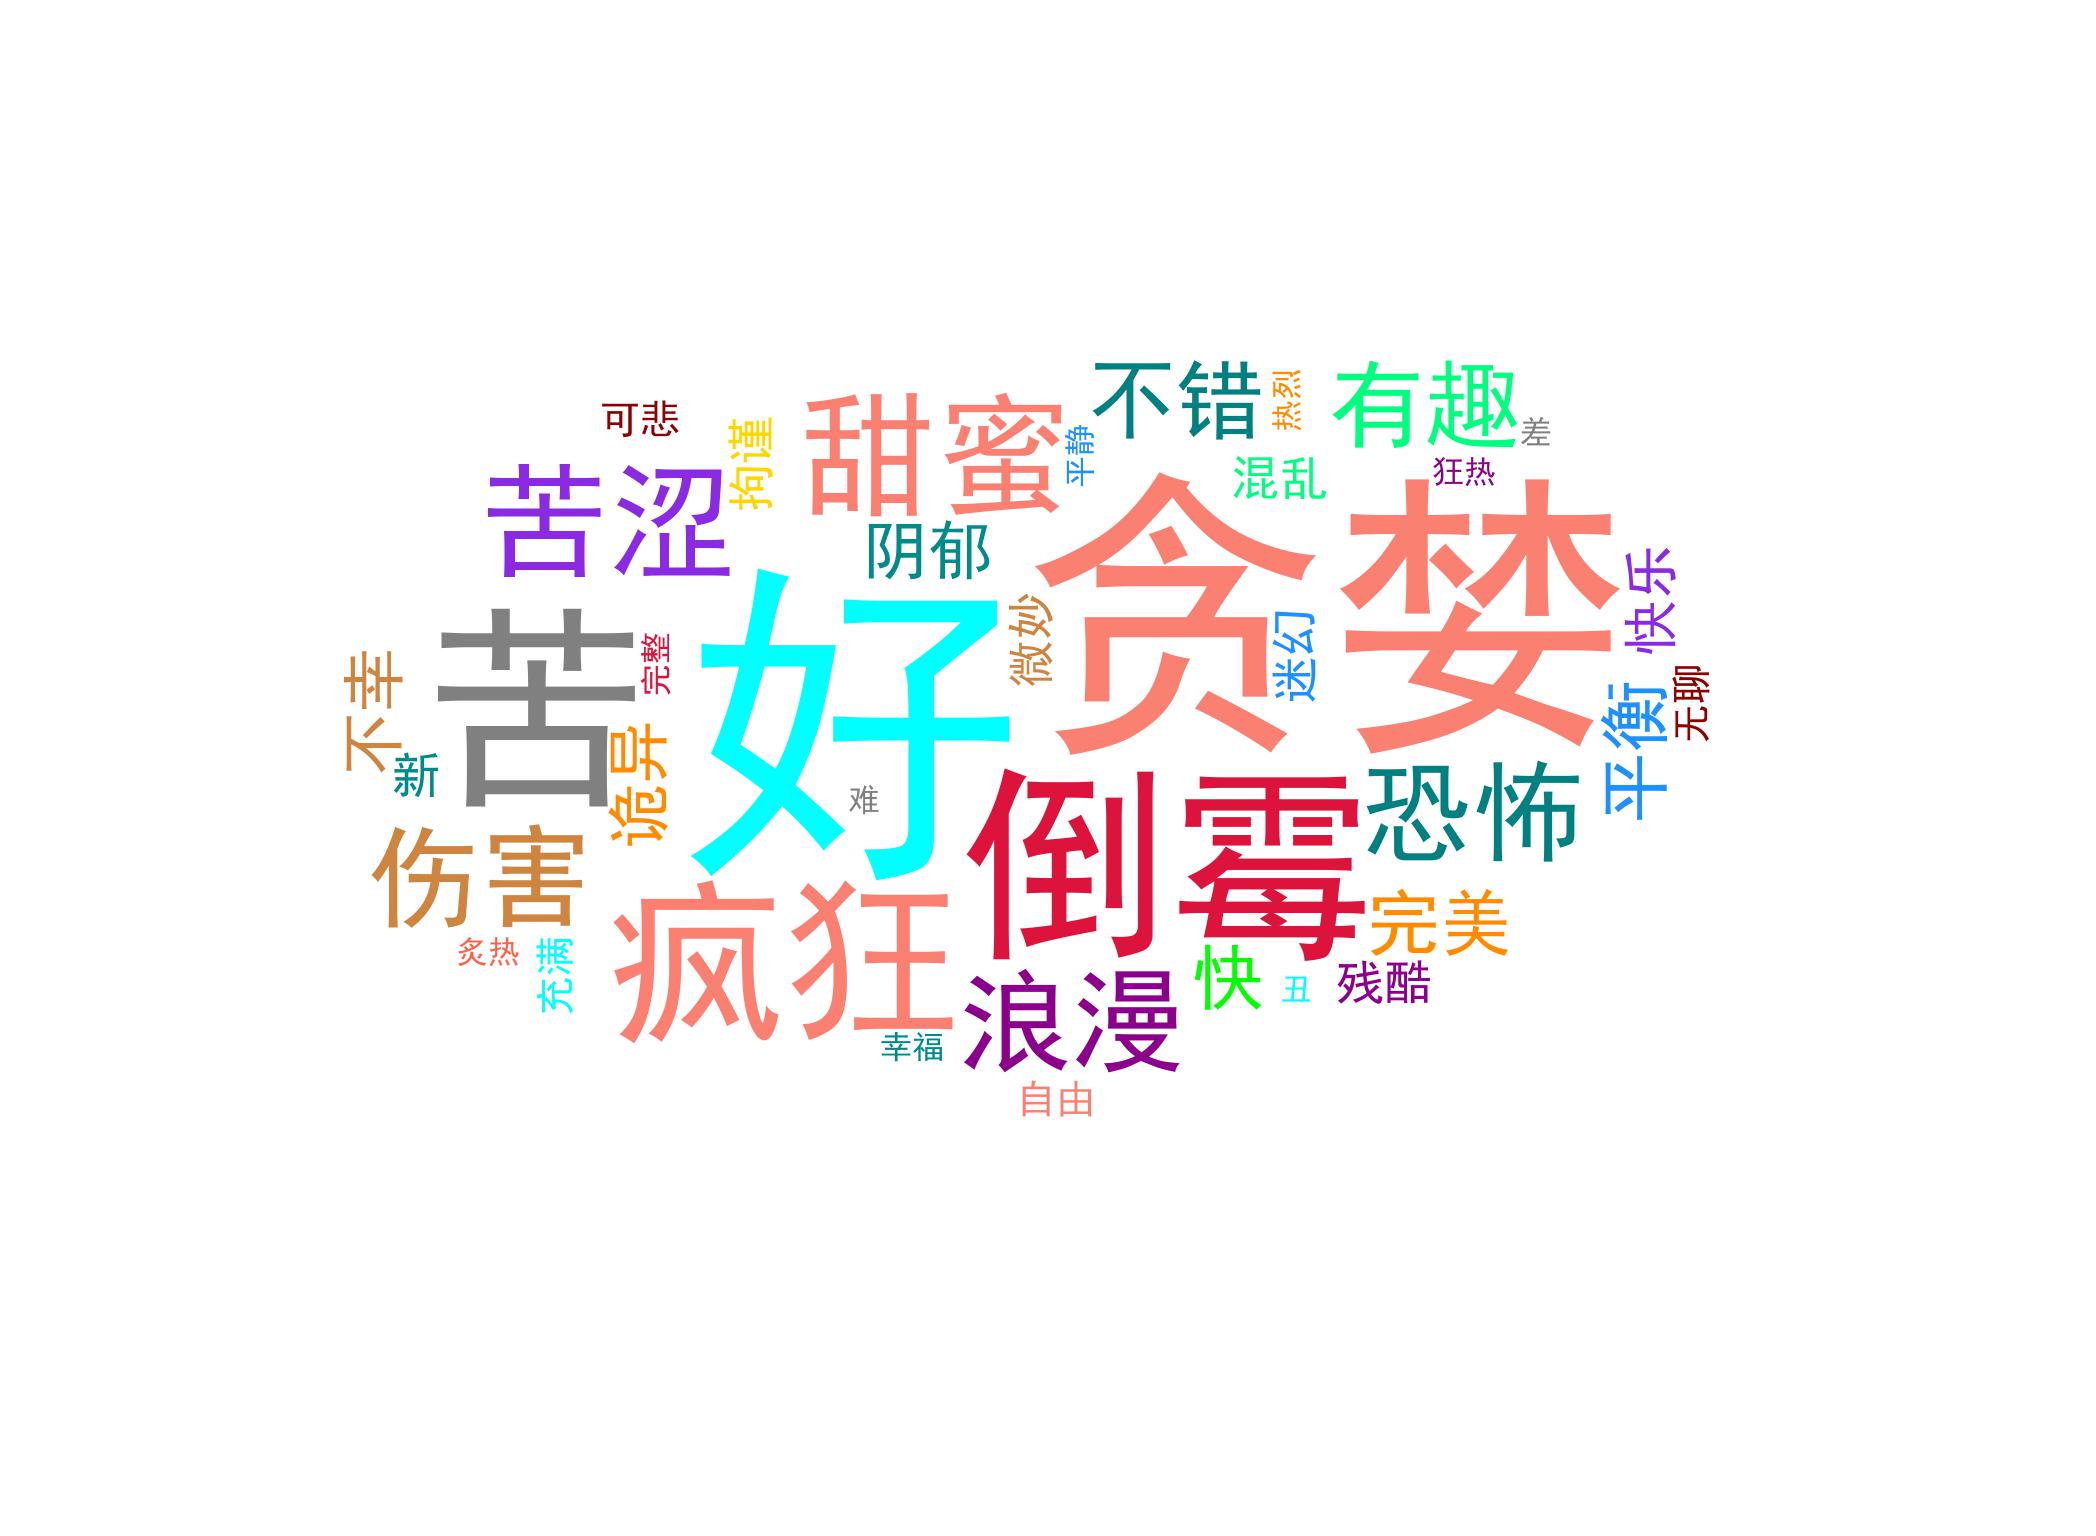 不错
热烈
有趣
可悲
拘谨
甜蜜
平静
差
混乱
狂热
苦涩
阴郁
贪婪
快乐
好
微妙
迷幻
不幸
苦
完整
平衡
无聊
新
诡异
难
倒霉
恐怖
伤害
疯狂
完美
炙热
充满
浪漫
快
丑
残酷
幸福
自由